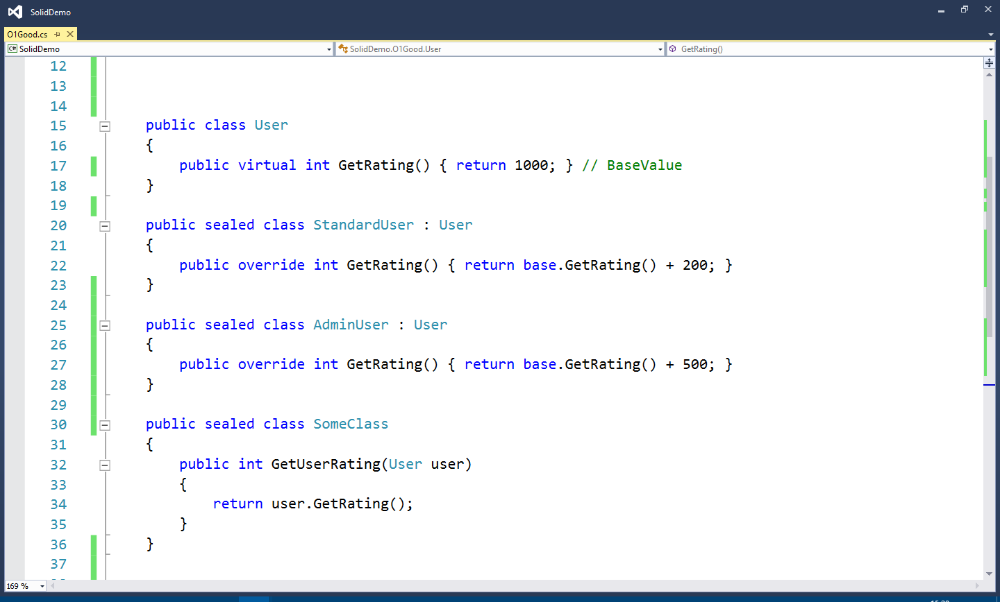 SolidDemo
O1Good.cs
C# SolidDemo
SolidDemo.O1Good.User
GetRating()
12
13
14
15 public class User
16 {
17 public virtual int GetRating() { return 1000; } // BaseValue
18 }
19
20 public sealed class StandardUser : User
21 {
22 public override int GetRating() { return base.GetRating() + 200; }
23 }
24
25 public sealed class AdminUser : User
26 {
27 public override int GetRating() { return base.GetRating() + 500; }
28 }
29
30 public sealed class SomeClass
31 {
32 public int GetUserRating(User user)
33 {
34 return user.GetRating();
35 }
36 }
37
169 %